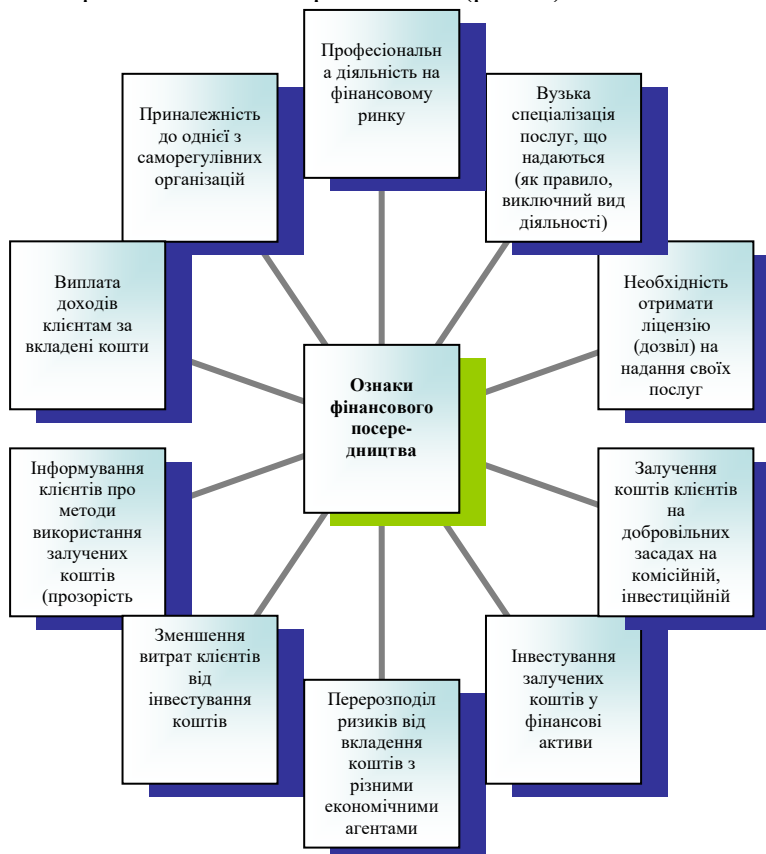 Професіональн
а діяльність на
фінансовому
ринку
Вузька
спеціалізація
послуг, що
надаються
(як правило,
виключний вид
діяльності)
Необхідність
отримати
ліцензію
(дозвіл) на
надання своїх
послуг
Залучення
коштів клієнтів
на
добровільних
засадах на
комісійній,
інвестиційній
Інвестування
залучених
коштів у
фінансові
активи
Перерозподіл
ризиків від
вкладення
коштів з
різними
економічними
агентами
Зменшення
витрат клієнтів
від
інвестування
коштів
Інформування
клієнтів про
методи
використання
залучених
коштів
(прозорість
Виплата
доходів
клієнтам за
вкладені кошти
Приналежність
до однієї з
саморегулівних
організацій
Ознаки
фінансового
посере-
дництва